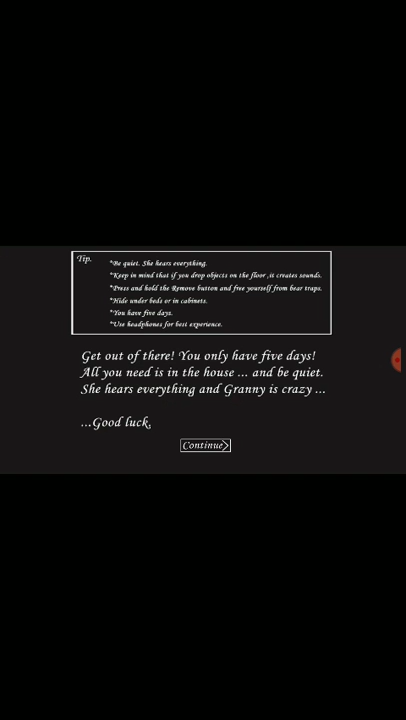 Tip.
*Be quiet. She hears everything.
*Keep in mind that if you drop objects on the floor ,it creates sounds.
*Press and hold the Remove button and free yourself from bear traps.
*Hide under beds or in cabinets.
*You have five days.
*Use headphones for best experience.
Get out of there! You only have five days!
All you need is in the house ... and be quiet.
She hears everything and Granny is crazy ...
...Good luck.
Continue